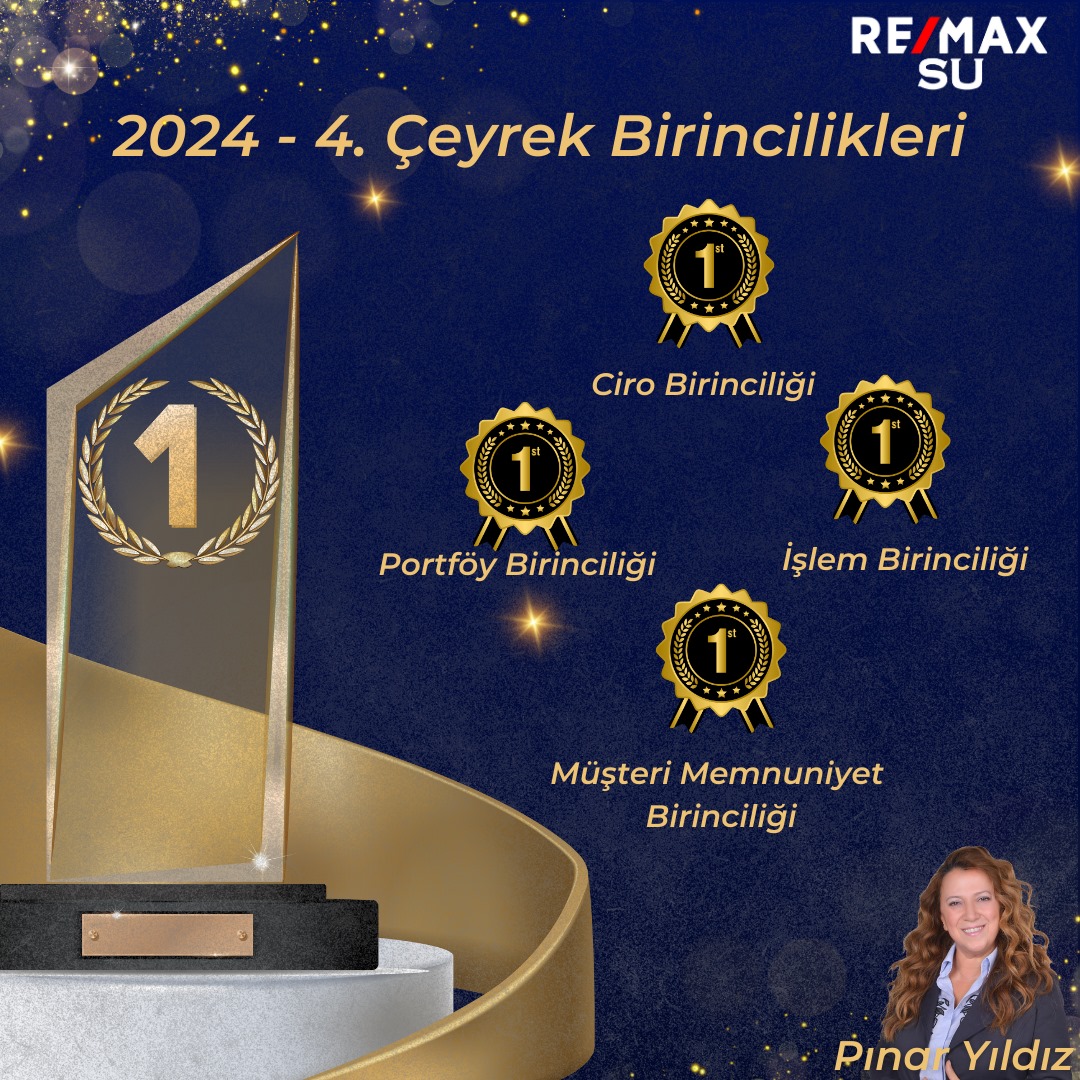 RE/MAX
SU
2024 - 4. Çeyrek Birincilikleri
1st
Ciro Birinciliği
1
1st
1st
Portföy Birinciliği
İşlem Birinciliği
1st
Müşteri Memnuniyet
Birinciliği
Pınar Yıldız